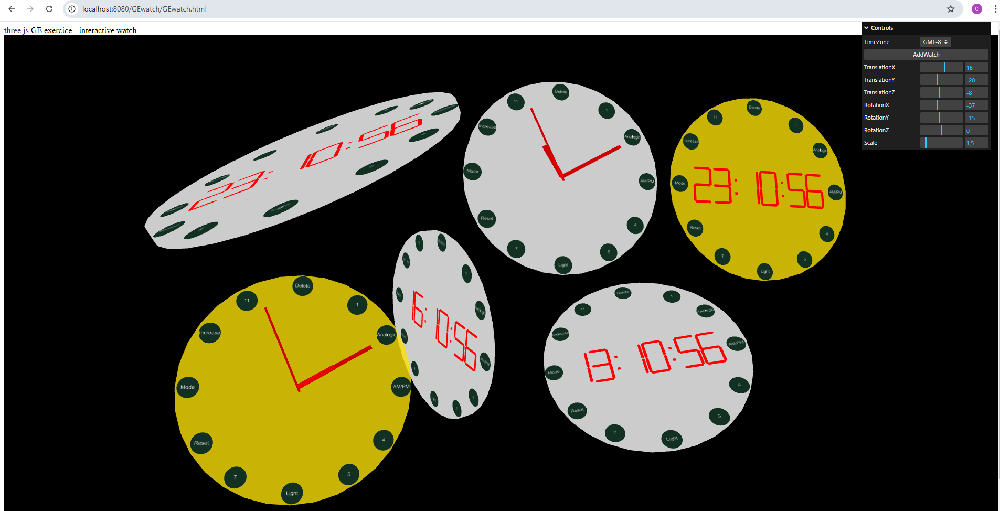 localhost:8080/GEwatch/GEwatch.html
G
three.js GE exercice - interactive watch
Controls
TimeZone GMT-8
AddWatch
TranslationX 16
TranslationY -20
TranslationZ -8
RotationX -37
RotationY -15
RotationZ 0
Scale 1,5
23: 10:56
Delete
1
Analogic
AM/PM
4
5
Light
7
Reset
Mode
Increase
11
Delete
1
Analogic
AM/PM
4
5
Light
7
Reset
Mode
Increase
11
23: 10:56
Delete
1
Analogic
AM/PM
4
5
Light
7
Reset
Mode
Increase
11
6: 10:56
Delete
1
Analogic
AM/PM
4
5
Light
7
Reset
Mode
Increase
11
13: 10:56